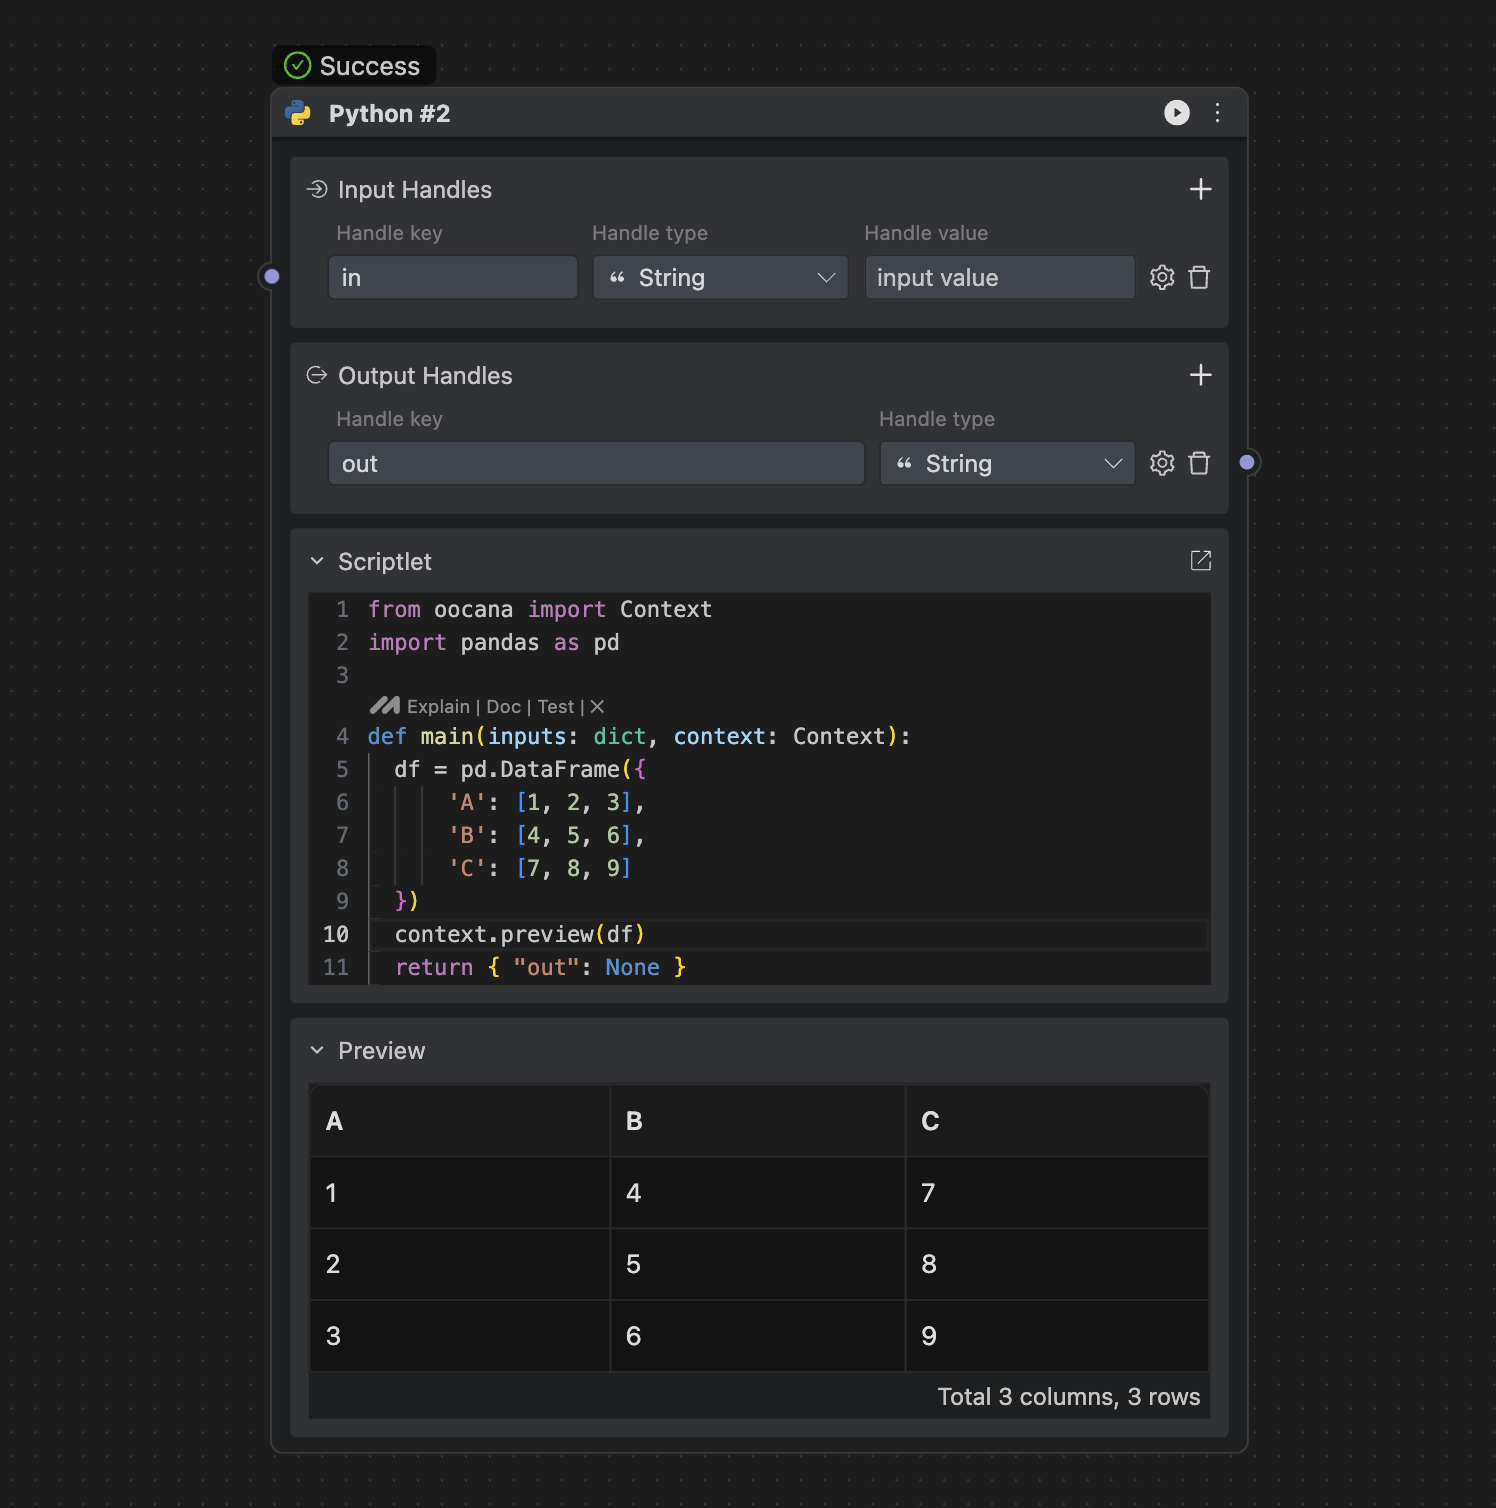 Success
Python #2
Input Handles
Handle key Handle type Handle value
in “ String input value
Output Handles
Handle key Handle type
out “ String
Scriptlet
1 from oocana import Context
2 import pandas as pd
3
Explain | Doc | Test | X
4 def main(inputs: dict, context: Context):
5 df = pd.DataFrame({
6 'A': [1, 2, 3],
7 'B': [4, 5, 6],
8 'C': [7, 8, 9]
9 })
10 context.preview(df)
11 return { "out": None }
Preview
A B C
1 4 7
2 5 8
3 6 9
Total 3 columns, 3 rows